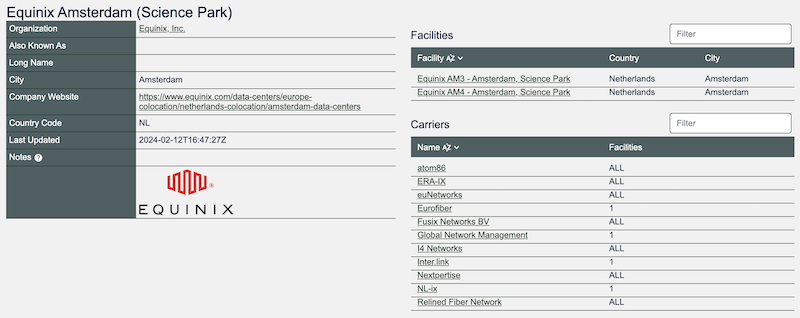 Equinix Amsterdam (Science Park)
Organization Equinix, Inc.
Also Known As
Long Name
City Amsterdam
Company Website https://www.equinix.com/data-centers/europe-
colocation/netherlands-colocation/amsterdam-data-centers
Country Code NL
Last Updated 2024-02-12T16:47:27Z
Notes ?
®
EQUINIX
Facilities Filter
Facility AZ Country City
Equinix AM3 - Amsterdam, Science Park Netherlands Amsterdam
Equinix AM4 - Amsterdam, Science Park Netherlands Amsterdam
Carriers Filter
Name AZ Facilities
atom86 ALL
ERA-IX ALL
euNetworks ALL
Eurofiber 1
Fusix Networks BV ALL
Global Network Management 1
I4 Networks ALL
Inter.link 1
Nextpertise ALL
NL-ix 1
Relined Fiber Network ALL